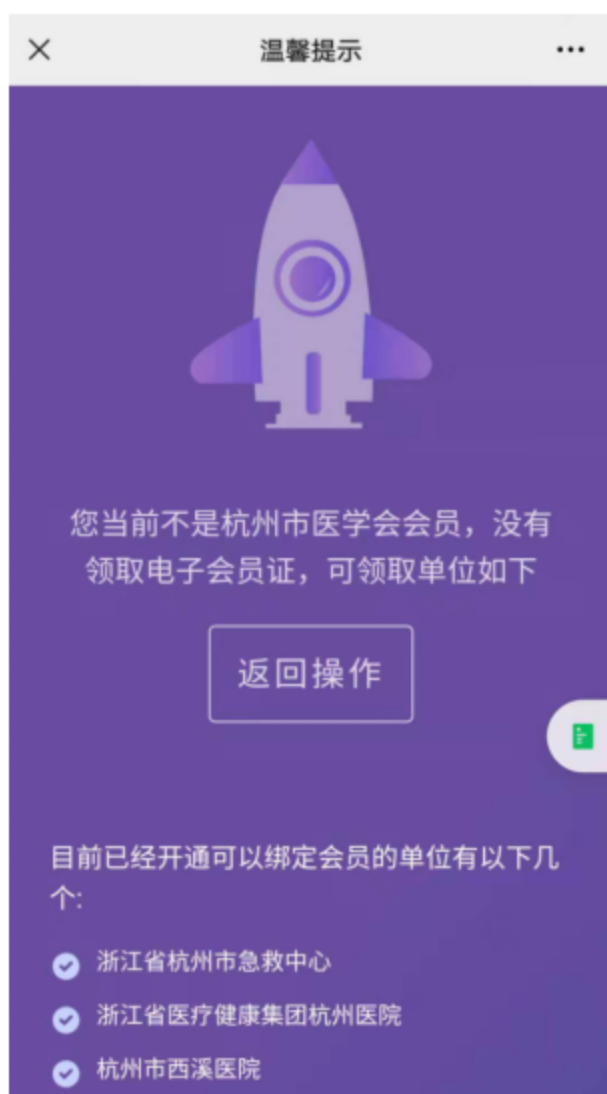 温馨提示
您当前不是杭州市医学会会员，没有
领取电子会员证，可领取单位如下
返回操作
目前已经开通可以绑定会员的单位有以下几
个:
浙江省杭州市急救中心
浙江省医疗健康集团杭州医院
杭州市西溪医院